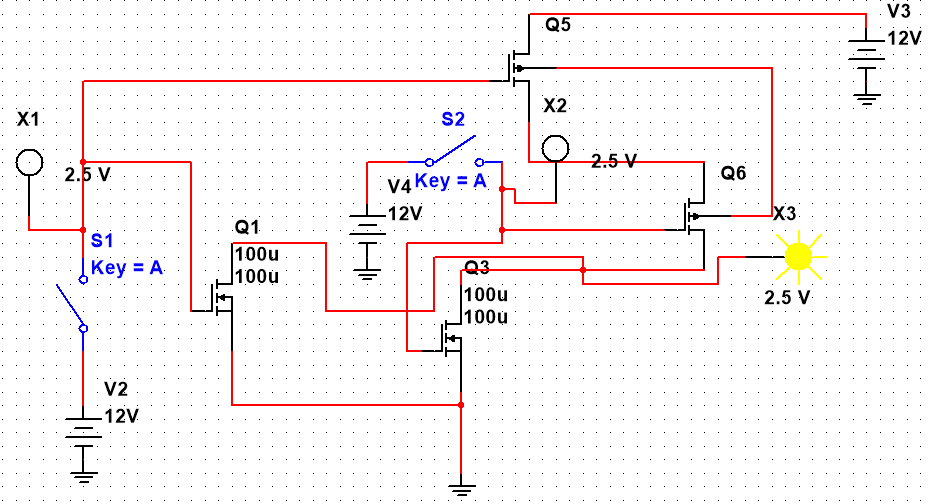 V3
12V
Q5
X1
2.5 V
S2
Key = A
X2
2.5 V
V4
12V
Q6
X3
2.5 V
S1
Key = A
Q1
100u
100u
Q3
100u
100u
V2
12V